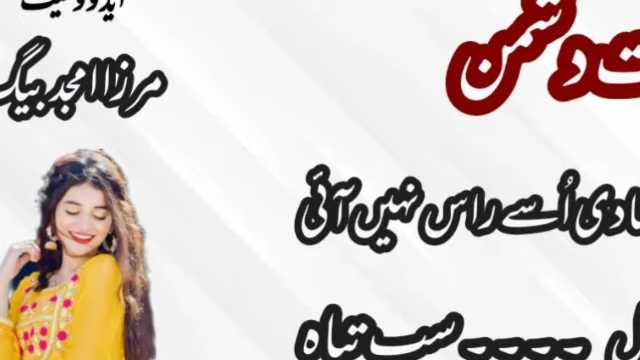 ایڈووکیٹ
مرزا امجد بیگ
دشمن
اُسے راس نہیں آئی
سب تباہ